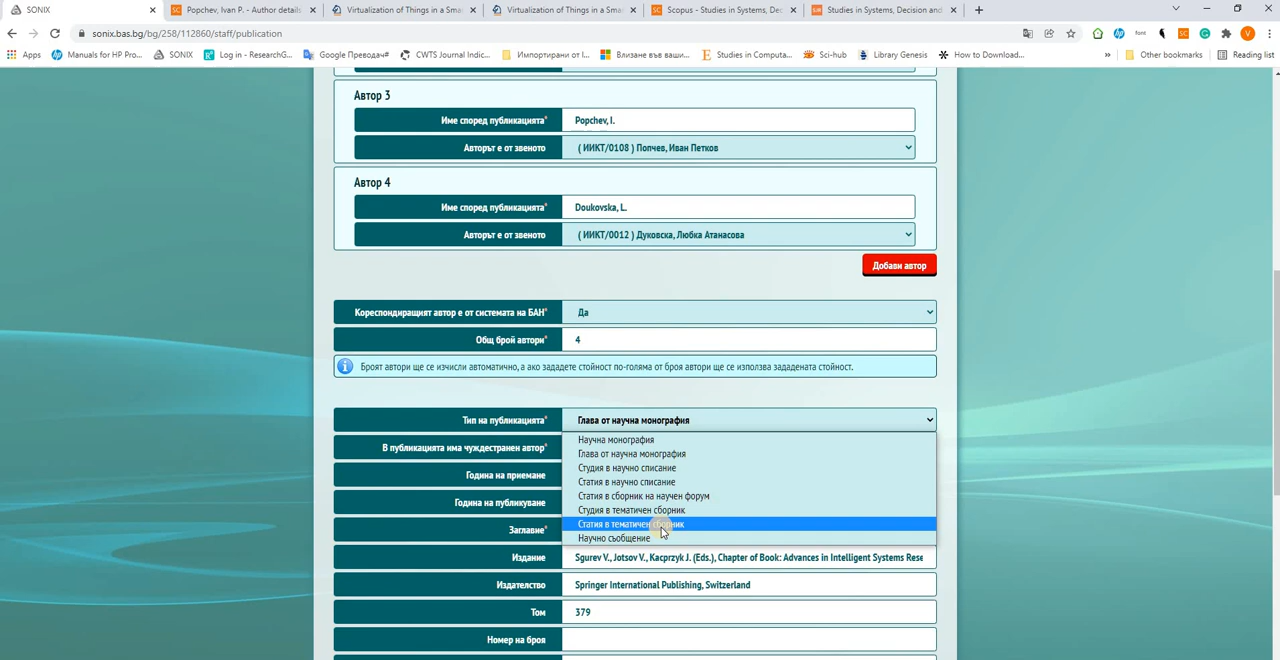 SONIX
Popchev, Ivan P. - Author details
Virtualization of Things in a Smar
Virtualization of Things in a Sma
Scopus - Studies in Systems, Dec
Studies in Systems, Decision and
sonix.bas.bg/bg/258/112860/staff/publication
Apps
Manuals for HP Pro...
SONIX
Log in - ResearchG...
Google Преводач#
CWTS Journal Indic...
Импортирани от I...
Влизане във ваши...
Studies in Computa...
Sci-hub
Library Genesis
How to Download...
»
Other bookmarks
Reading list
Автор 3
Име според публикацията* Popchev, I.
Авторът е от звеното ( ИИКТ/0108 ) Попчев, Иван Петков
Автор 4
Име според публикацията* Doukovska, L.
Авторът е от звеното ( ИИКТ/0012 ) Дуковска, Любка Атанасова
Добави автор
Кореспондиращият автор е от системата на БАН* Да
Общ брой автори* 4
Броят автори ще се изчисли автоматично, а ако зададете стойност по-голяма от броя автори ще се използва зададената стойност.
Тип на публикацията* Глава от научна монография
Научна монография
В публикацията има чуждестранен автор* Глава от научна монография
Студия в научно списание
Година на приемане Статия в научно списание
Статия в сборник на научен форум
Година на публикуване Студия в тематичен сборник
Заглавие* Статия в тематичен сборник
Научно съобщение
Издание Sgurev V., Jotsov V., Kacprzyk J. (Eds.), Chapter of Book: Advances in Intelligent Systems Rese
Издателство Springer International Publishing, Switzerland
Том 379
Номер на броя